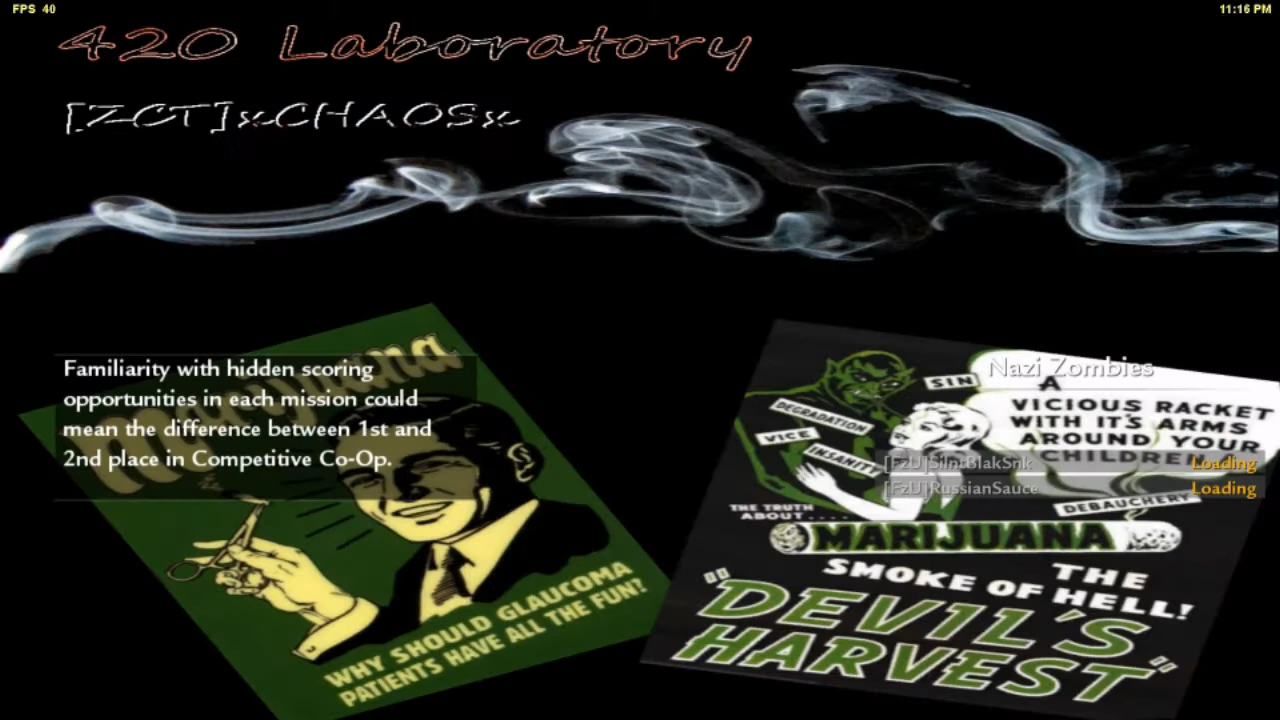 FPS 40
11:16 PM
420 Laboratory
[ZCT]xCHAOSx
Marijuana
Familiarity with hidden scoring
opportunities in each mission could
mean the difference between 1st and
2nd place in Competitive Co-Op.
WHY SHOULD GLAUCOMA
PATIENTS HAVE ALL THE FUN?
Nazi Zombies
[FzU]SilntBlakSnk Loading
[FzU]RussianSauce Loading
SIN
DEGRADATION
VICE
INSANITY
A
VICIOUS RACKET
WITH IT'S ARMS
AROUND YOUR
CHILDREN
DEBAUCHERY
THE TRUTH
ABOUT....
MARIJUANA
THE
SMOKE OF HELL!
"DEVIL'S
HARVEST"